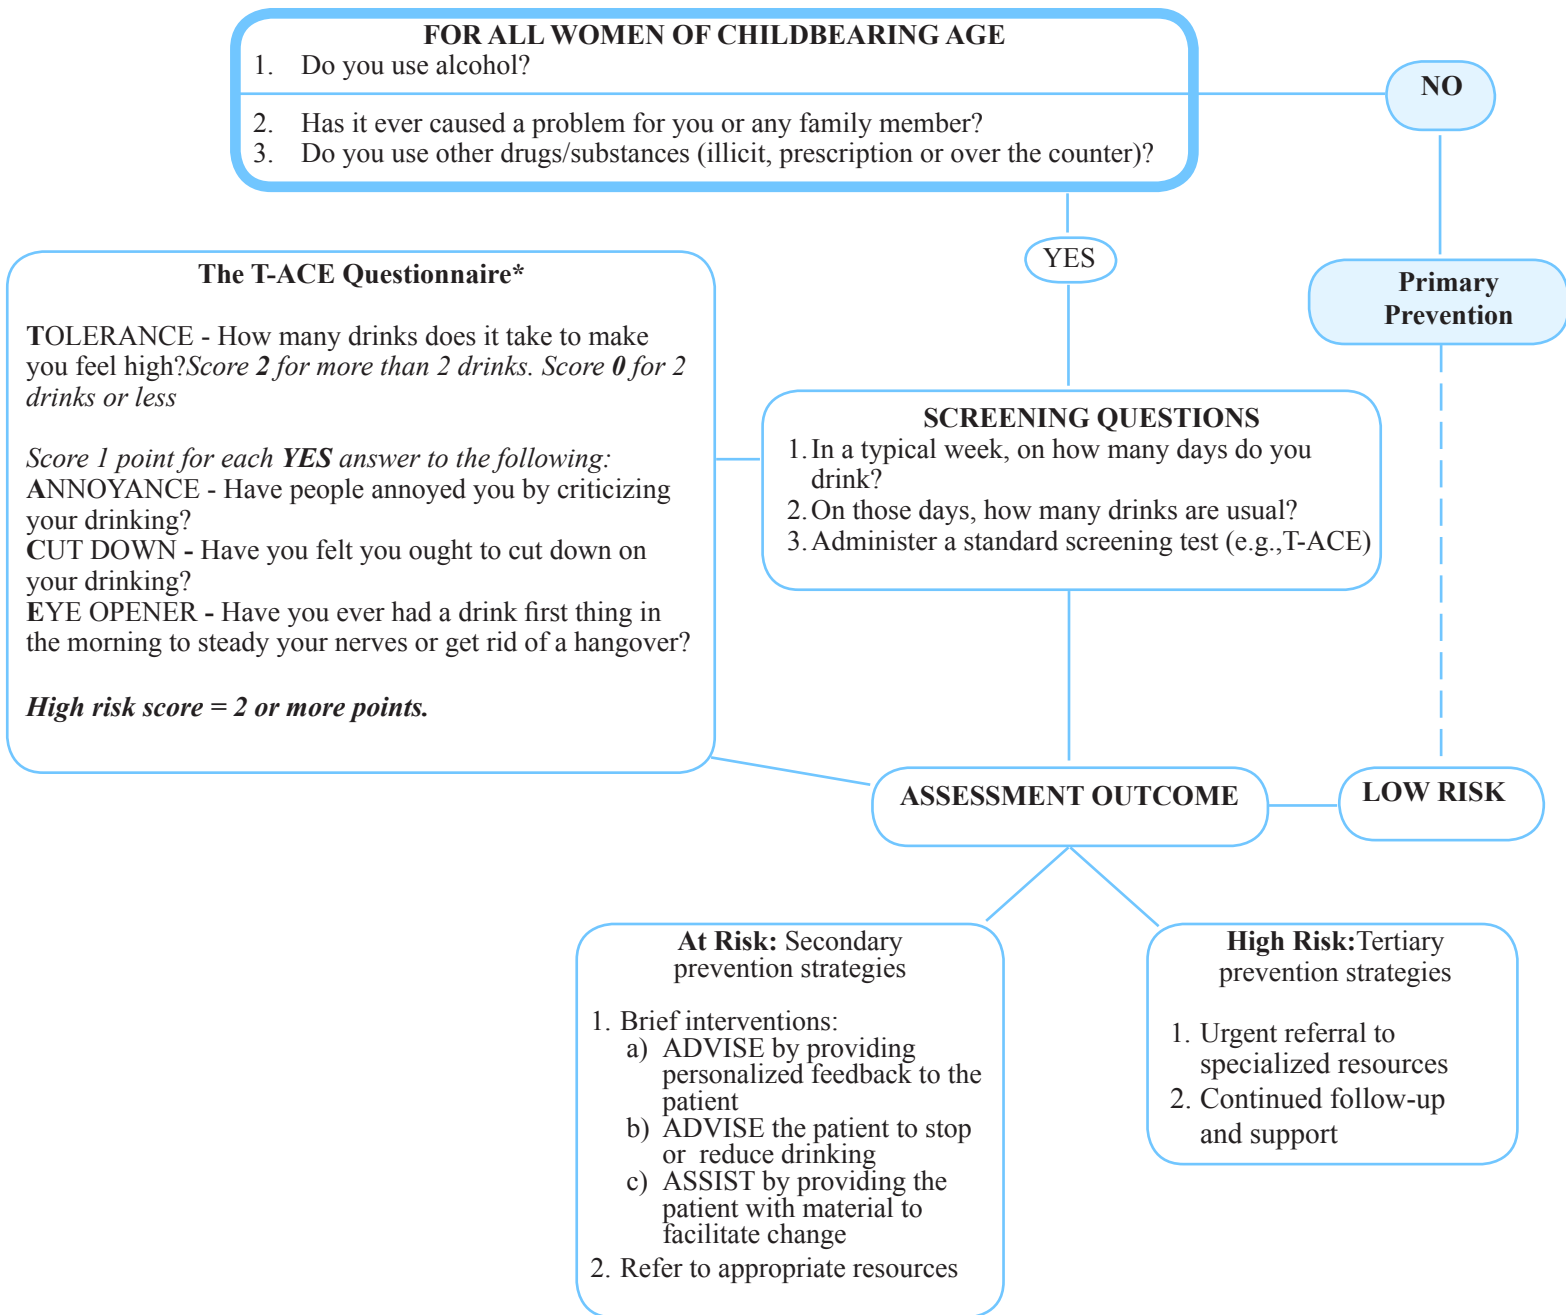 FOR ALL WOMEN OF CHILDBEARING AGE
1. Do you use alcohol?
2. Has it ever caused a problem for you or any family member?
3. Do you use other drugs/substances (illicit, prescription or over the counter)?
NO
YES
Primary
Prevention
The T-ACE Questionnaire*
TOLERANCE - How many drinks does it take to make
you feel high?Score 2 for more than 2 drinks. Score 0 for 2
drinks or less
Score 1 point for each YES answer to the following:
ANNOYANCE - Have people annoyed you by criticizing
your drinking?
CUT DOWN - Have you felt you ought to cut down on
your drinking?
EYE OPENER - Have you ever had a drink first thing in
the morning to steady your nerves or get rid of a hangover?
High risk score = 2 or more points.
SCREENING QUESTIONS
1. In a typical week, on how many days do you
drink?
2. On those days, how many drinks are usual?
3. Administer a standard screening test (e.g.,T-ACE)
ASSESSMENT OUTCOME
LOW RISK
At Risk: Secondary
prevention strategies
1. Brief interventions:
a) ADVISE by providing
personalized feedback to the
patient
b) ADVISE the patient to stop
or reduce drinking
c) ASSIST by providing the
patient with material to
facilitate change
2. Refer to appropriate resources
High Risk:Tertiary
prevention strategies
1. Urgent referral to
specialized resources
2. Continued follow-up
and support